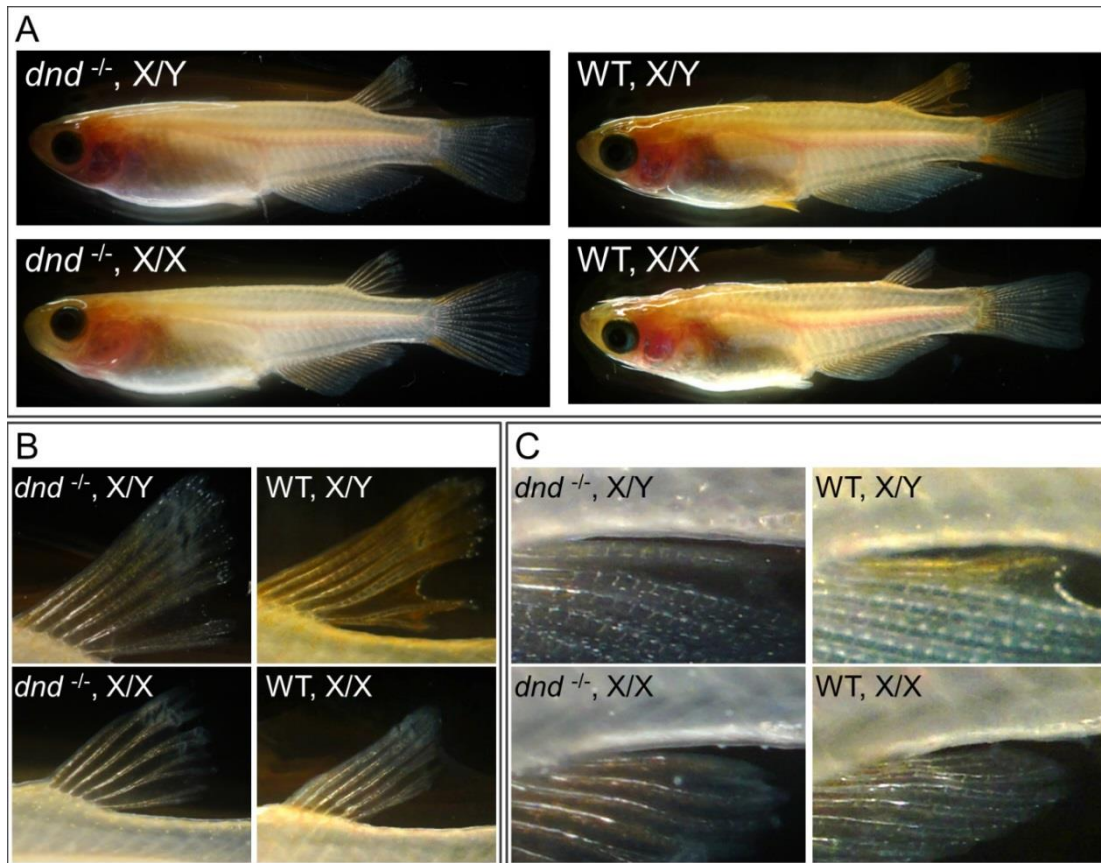 A
dnd -/-, X/Y
WT, X/Y
dnd -/-, X/X
WT, X/X
B
dnd -/-, X/Y
WT, X/Y
dnd -/-, X/X
WT, X/X
C
dnd -/-, X/Y
WT, X/Y
dnd -/-, X/X
WT, X/X